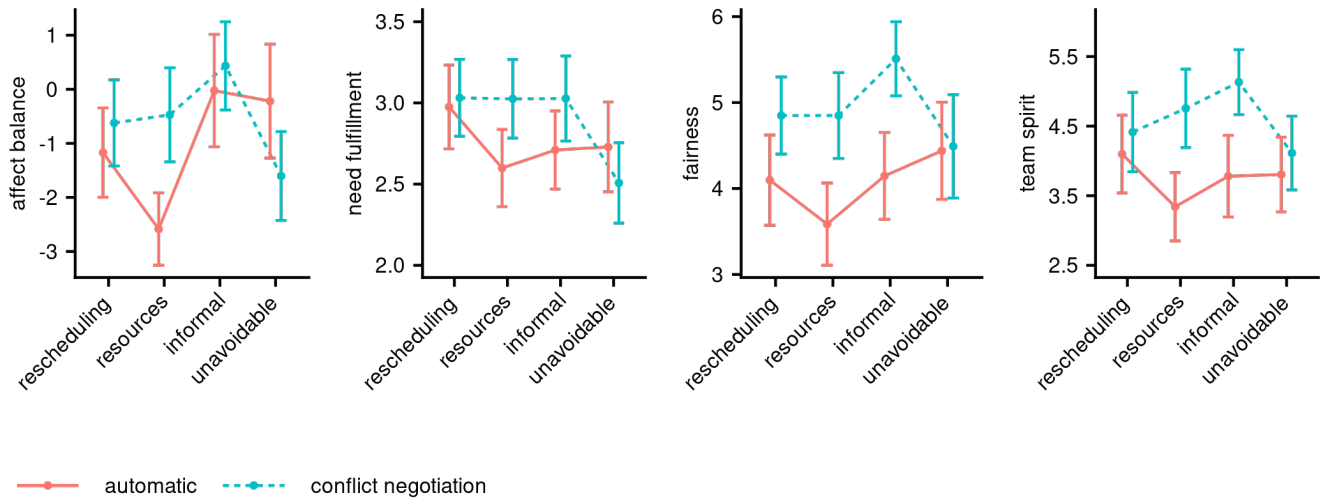 affect balance
1
0
-1
-2
-3
rescheduling
resources
informal
unavoidable
need fulfillment
3.5
3.0
2.5
2.0
rescheduling
resources
informal
unavoidable
fairness
6
5
4
3
rescheduling
resources
informal
unavoidable
team spirit
5.5
4.5
3.5
2.5
rescheduling
resources
informal
unavoidable
automatic
conflict negotiation